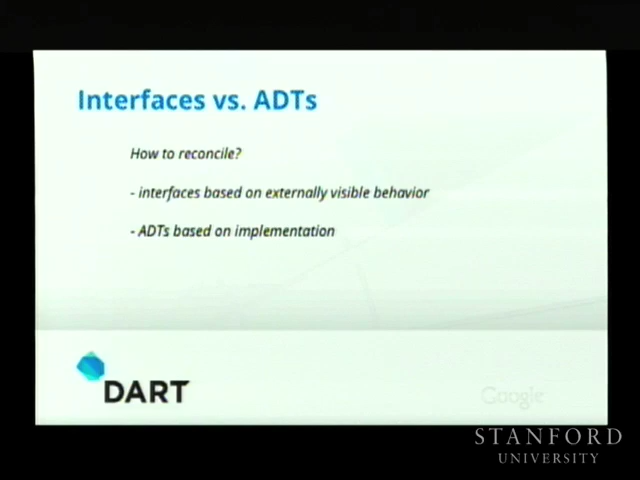 Interfaces vs. ADTs
How to reconcile?
- interfaces based on externally visible behavior
- ADTs based on implementation
DART
Google
STANFORD
UNIVERSITY